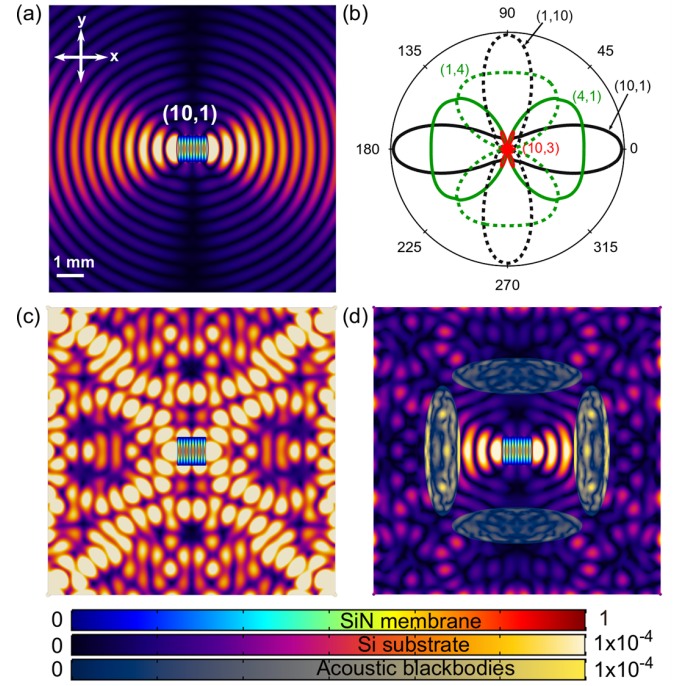 (a)
y
x
(10,1)
1 mm
(b)
90
(1,10)
135
45
(1,4)
(4,1)
(10,1)
180
(10,3)
0
225
315
270
(c)
(d)
0 SiN membrane 1
0 Si substrate 1x10-4
0 Acoustic blackbodies 1x10-4